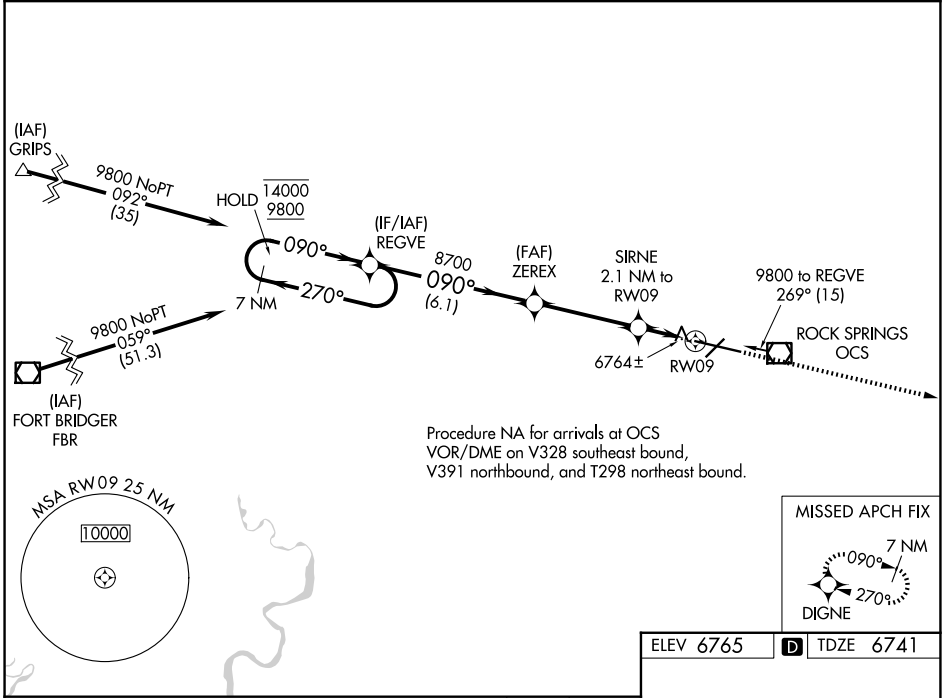 (IAF)
GRIPS
9800 NoPT
092°
(35)
HOLD
14000
9800
090°
270°
7 NM
(IF/IAF)
REGVE
8700
090°
(6.1)
(FAF)
ZEREX
SIRNE
2.1 NM to
RW09
9800 to REGVE
269° (15)
ROCK SPRINGS
OCS
6764±
RW09
9800 NoPT
059°
(51.3)
(IAF)
FORT BRIDGER
FBR
Procedure NA for arrivals at OCS
VOR/DME on V328 southeast bound,
V391 northbound, and T298 northeast bound.
MSA RW09 25 NM
10000
MISSED APCH FIX
7 NM
090°
270°
DIGNE
ELEV 6765 D TDZE 6741